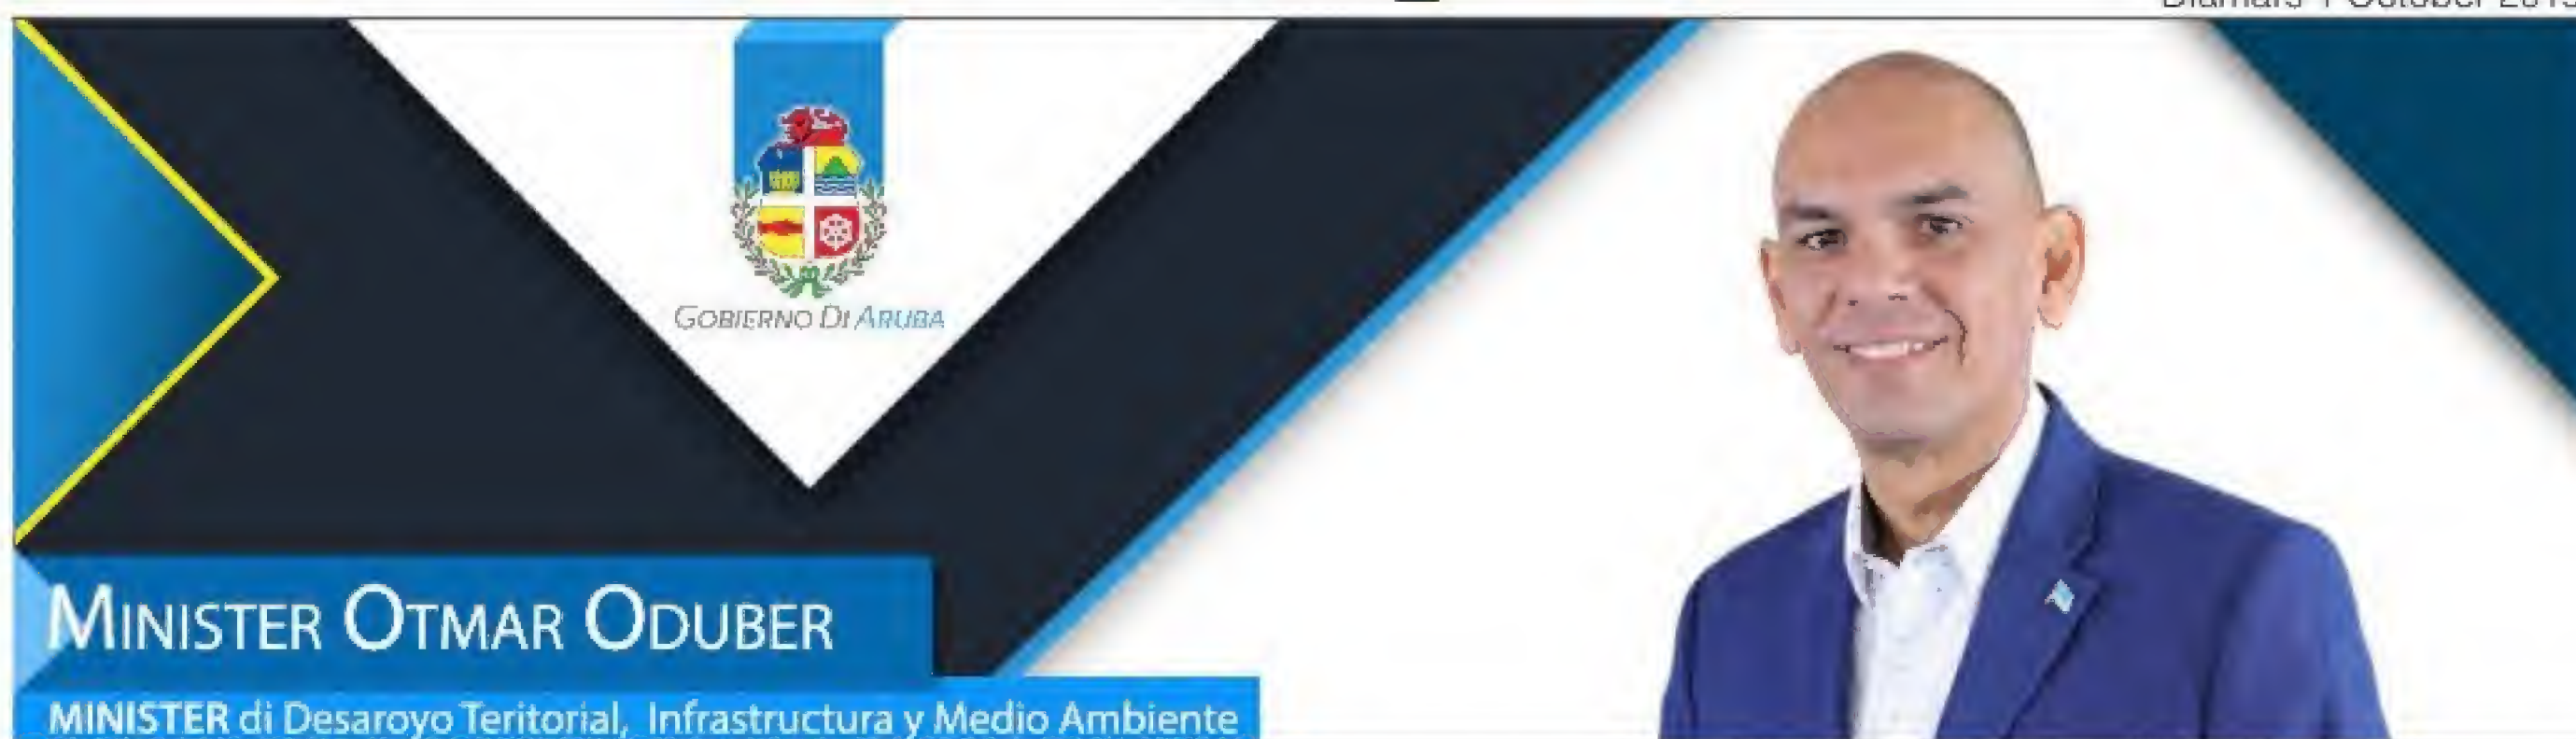 GOBIERNO DI ARUBA
MINISTER OTMAR ODUBER
MINISTER di Desaroyo Teritorial, Infrastructura y Medio Ambiente